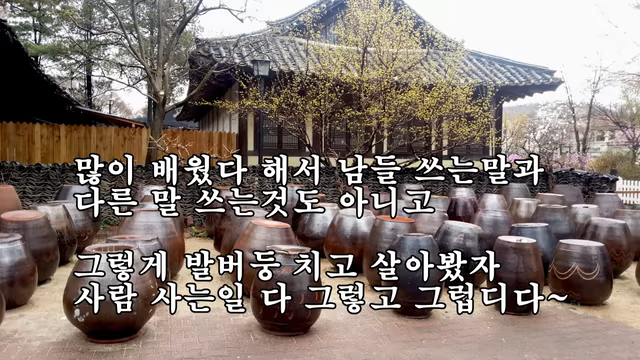 많이 배웠다 해서 남들 쓰는말과
다른 말 쓰는것도 아니고
그렇게 발버둥 치고 살아봤자
사람 사는일 다 그렇고 그럽디다~